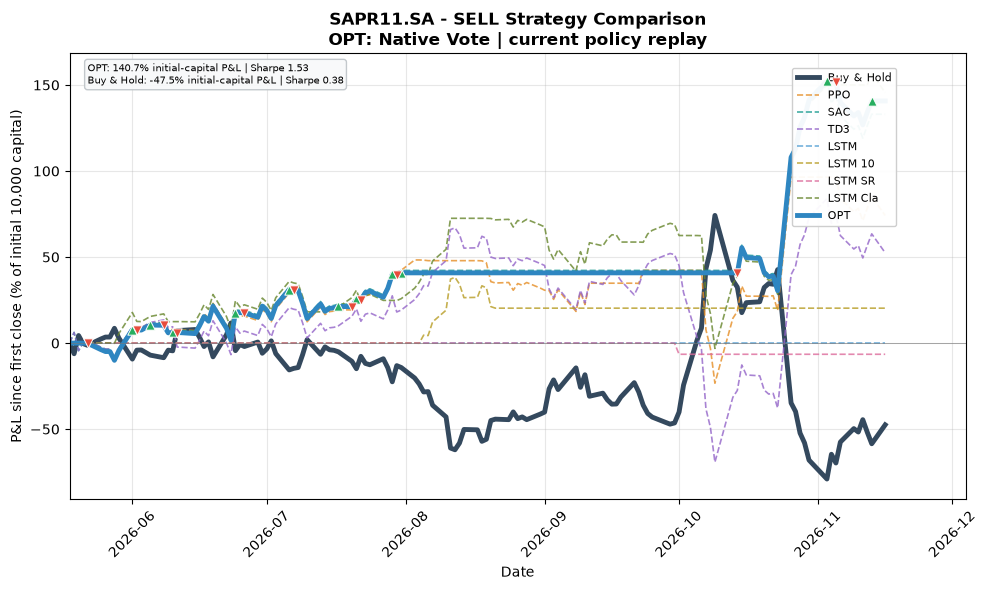 SAPR11.SA - SELL Strategy Comparison
OPT: Native Vote | current policy replay
OPT: 140.7% initial-capital P&L | Sharpe 1.53
Buy & Hold: -47.5% initial-capital P&L | Sharpe 0.38
Buy & Hold
PPO
SAC
TD3
LSTM
LSTM 10
LSTM SR
LSTM Cla
OPT
P&L since first close (% of initial 10,000 capital)
150
100
50
0
−50
2026-06
2026-07
2026-08
2026-09
2026-10
2026-11
2026-12
Date